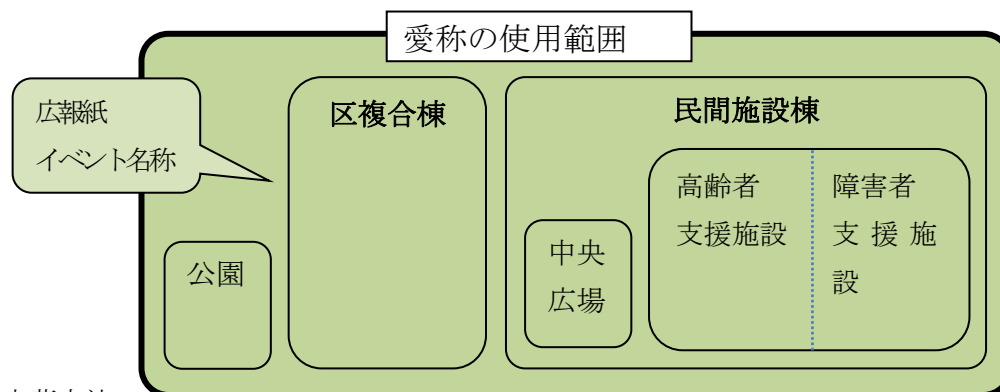 愛称の使用範囲
広報紙
イベント名称
区複合棟
民間施設棟
公園
中央
広場
高齢者
支援施設
障害者
支援施
設